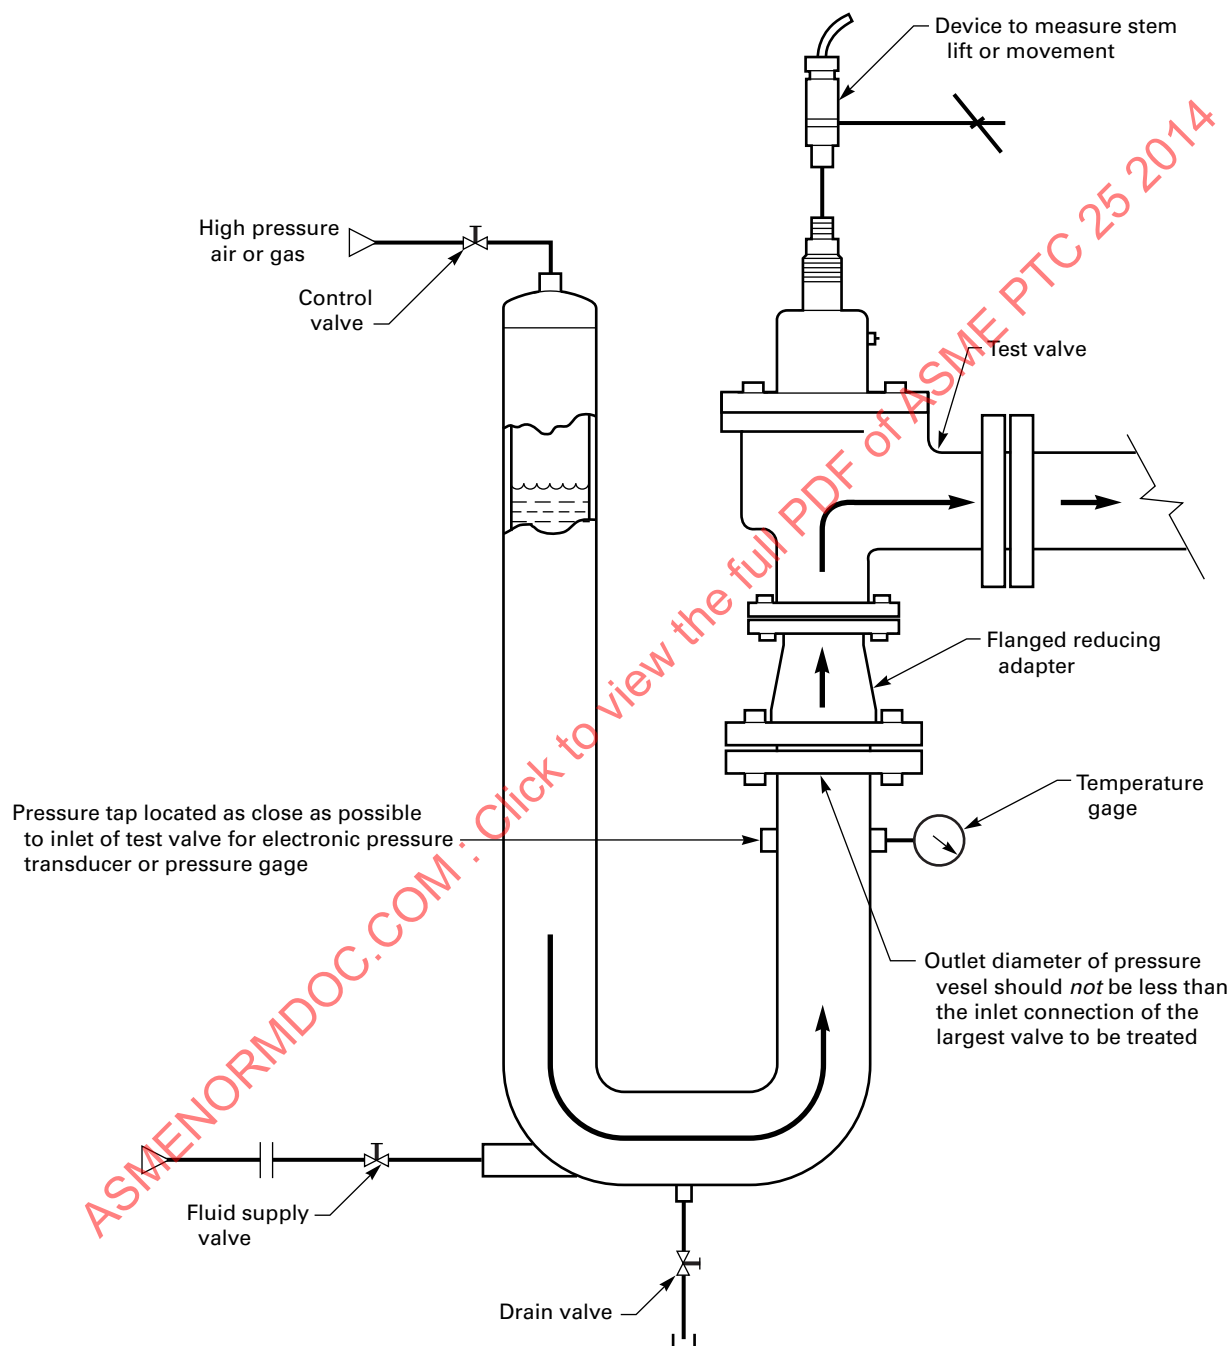 Device to measure stem
lift or movement
High pressure
air or gas
Control
valve
Test valve
Flanged reducing
adapter
Temperature
gage
Pressure tap located as close as possible
to inlet of test valve for electronic pressure
transducer or pressure gage
Outlet diameter of pressure
vessel should not be less than
the inlet connection of the
largest valve to be treated
Fluid supply
valve
Drain valve
ASMENORMDOC.COM : Click to view the full PDF of ASME PTC 25 2014